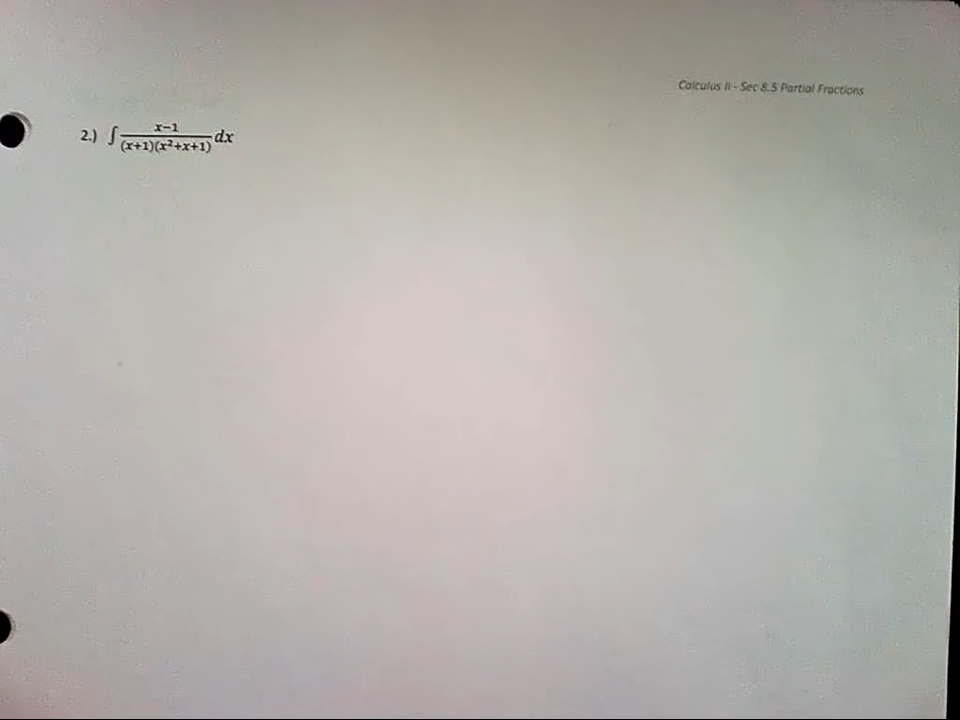 Calculus II - Sec 8.5 Partial Fractions
2.) ∫ x−1 / (x+1)(x²+x+1) dx